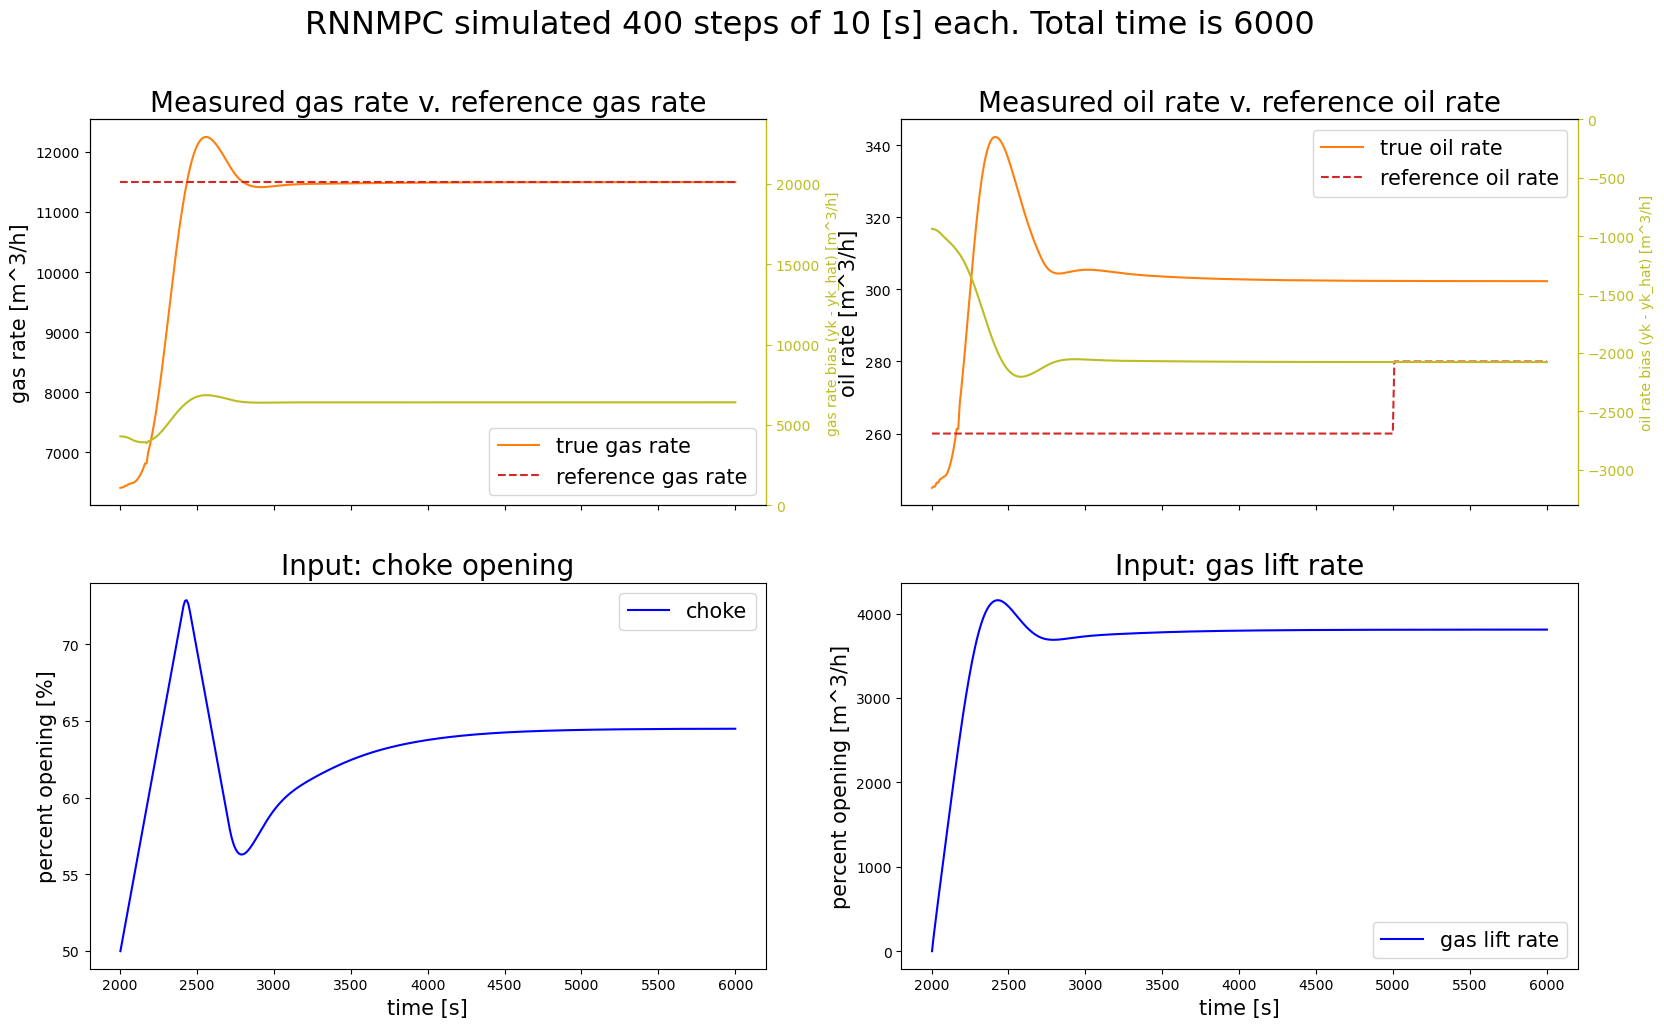 RNNMPC simulated 400 steps of 10 [s] each. Total time is 6000
Measured gas rate v. reference gas rate
gas rate [m^3/h]
12000
11000
10000
9000
8000
7000
20000
15000
10000
5000
0
gas rate bias (yk - yk_hat) [m^3/h]
true gas rate
reference gas rate
Measured oil rate v. reference oil rate
oil rate [m^3/h]
340
320
300
280
260
0
−500
−1000
−1500
−2000
−2500
−3000
oil rate bias (yk - yk_hat) [m^3/h]
true oil rate
reference oil rate
Input: choke opening
percent opening [%]
70
65
60
55
50
choke
2000
2500
3000
3500
4000
4500
5000
5500
6000
time [s]
Input: gas lift rate
percent opening [m^3/h]
4000
3000
2000
1000
0
gas lift rate
2000
2500
3000
3500
4000
4500
5000
5500
6000
time [s]